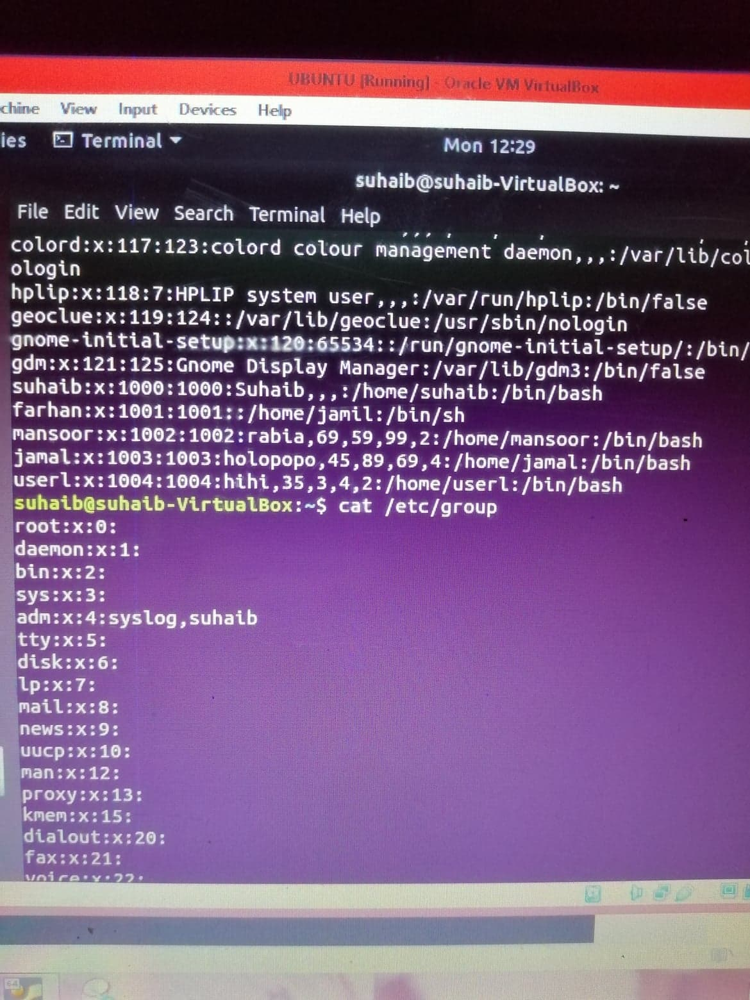 UBUNTU [Running] - Oracle VM VirtualBox
chine View Input Devices Help
ies Terminal Mon 12:29
suhaib@suhaib-VirtualBox: ~
File Edit View Search Terminal Help
colord:x:117:123:colord colour management daemon,,,:/var/lib/col
ologin
hplip:x:118:7:HPLIP system user,,,:/var/run/hplip:/bin/false
geoclue:x:119:124::/var/lib/geoclue:/usr/sbin/nologin
gnome-initial-setup:x:120:65534::/run/gnome-initial-setup/:/bin/
gdm:x:121:125:Gnome Display Manager:/var/lib/gdm3:/bin/false
suhaib:x:1000:1000:Suhaib,,,:/home/suhaib:/bin/bash
farhan:x:1001:1001::/home/jamil:/bin/sh
mansoor:x:1002:1002:rabia,69,59,99,2:/home/mansoor:/bin/bash
jamal:x:1003:1003:holopopo,45,89,69,4:/home/jamal:/bin/bash
userl:x:1004:1004:hihi,35,3,4,2:/home/userl:/bin/bash
suhaib@suhaib-VirtualBox:~$ cat /etc/group
root:x:0:
daemon:x:1:
bin:x:2:
sys:x:3:
adm:x:4:syslog,suhaib
tty:x:5:
disk:x:6:
lp:x:7:
mail:x:8:
news:x:9:
uucp:x:10:
man:x:12:
proxy:x:13:
kmem:x:15:
dialout:x:20:
fax:x:21:
voice:x:22:
64